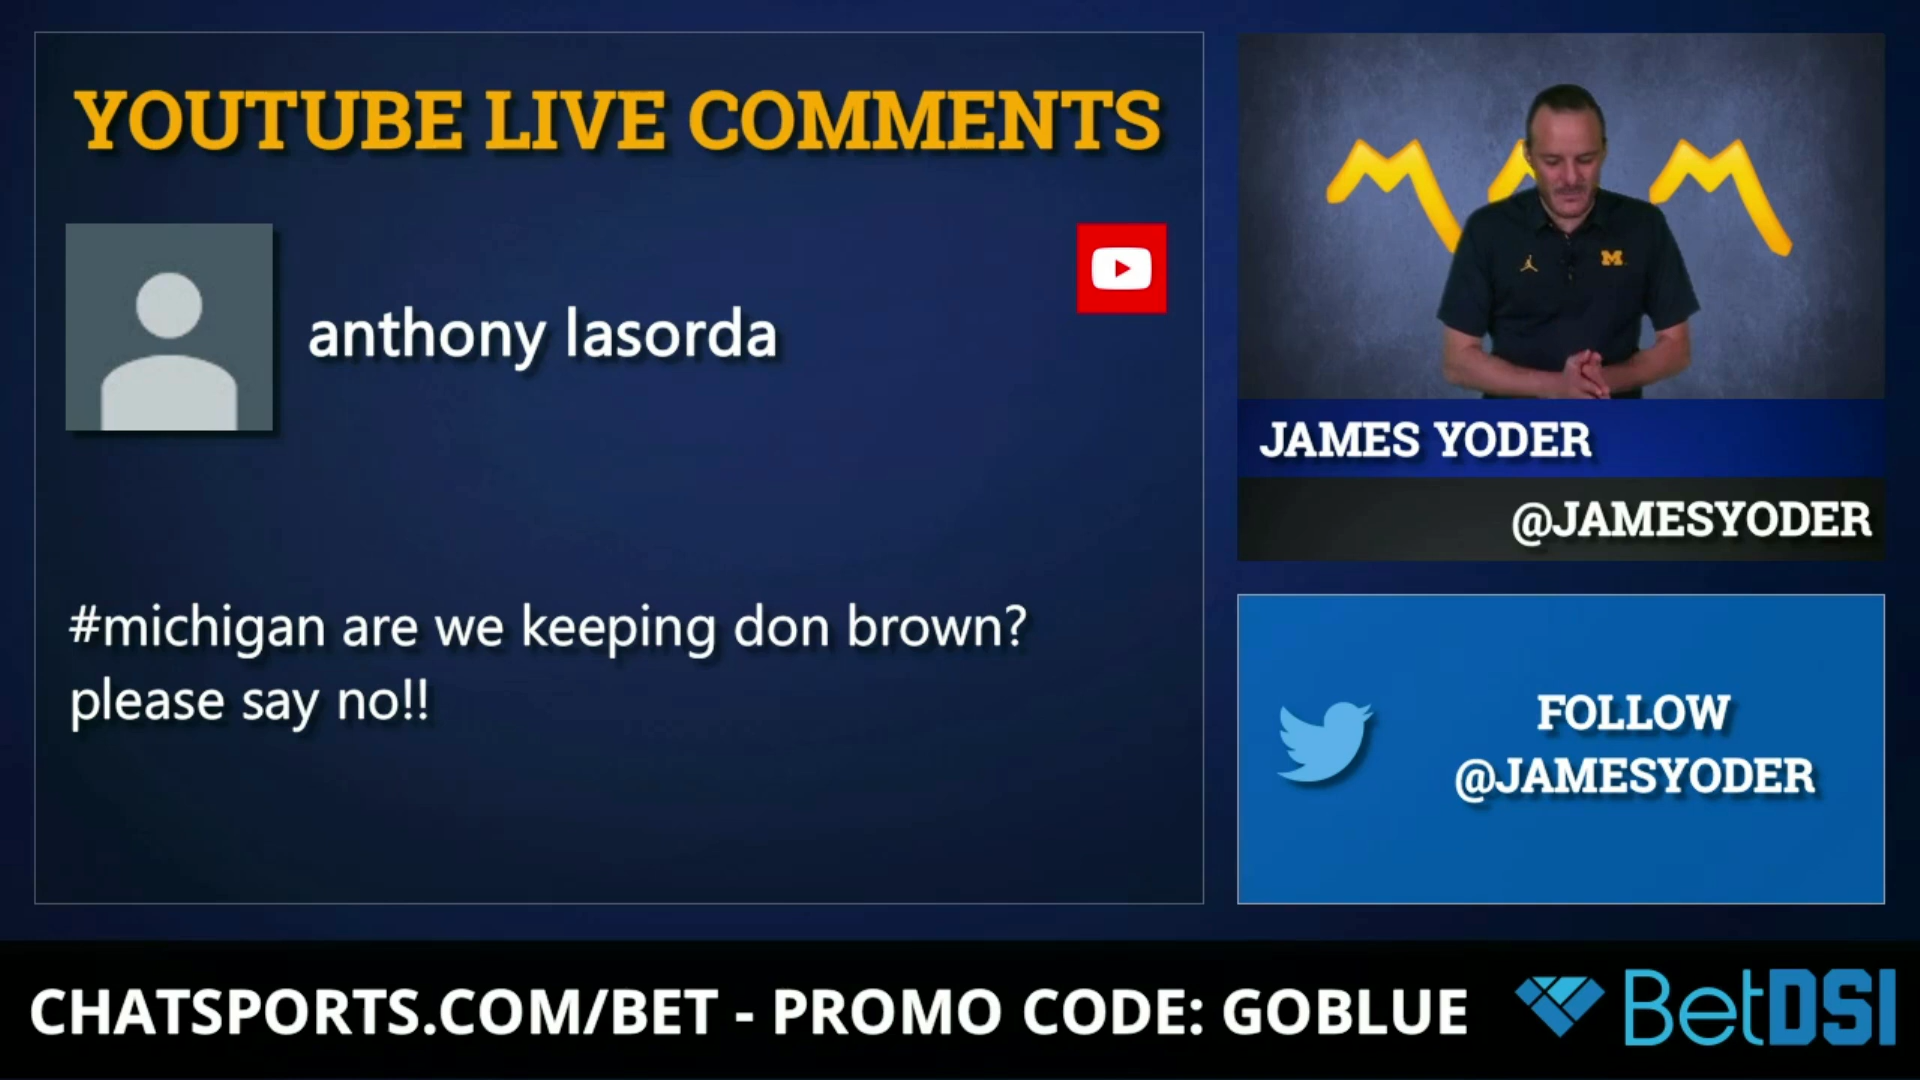 YOUTUBE LIVE COMMENTS
anthony lasorda
#michigan are we keeping don brown?
please say no!!
M
JAMES YODER
@JAMESYODER
FOLLOW
@JAMESYODER
CHATSPORTS.COM/BET - PROMO CODE: GOBLUE
BetDSI